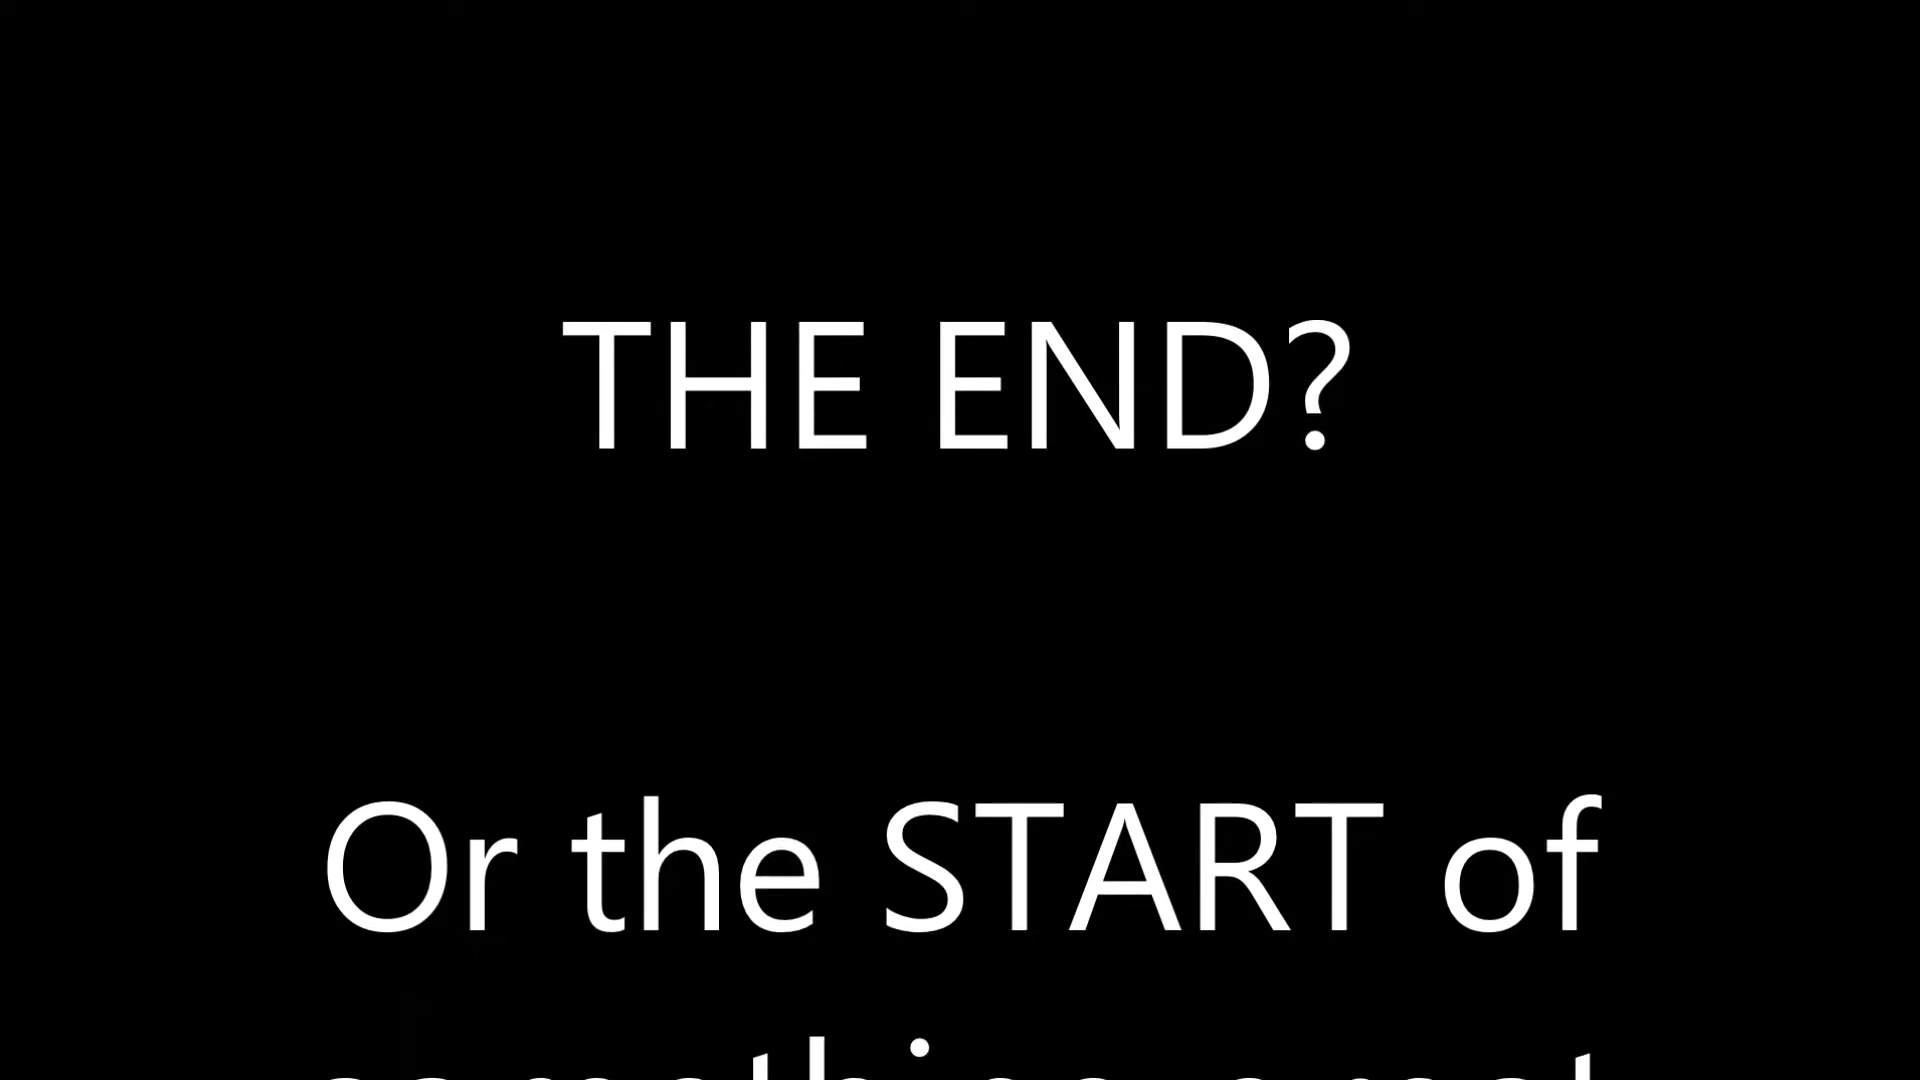 THE END?
Or the START of